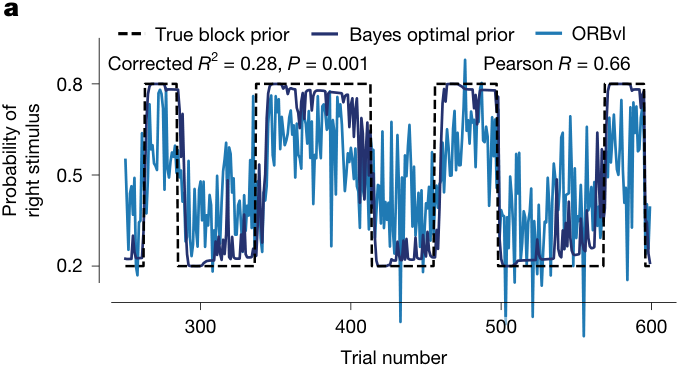 a
True block prior
Bayes optimal prior
ORBvl
Corrected R² = 0.28, P = 0.001
Pearson R = 0.66
Probability of
right stimulus
0.8
0.5
0.2
300
400
500
600
Trial number